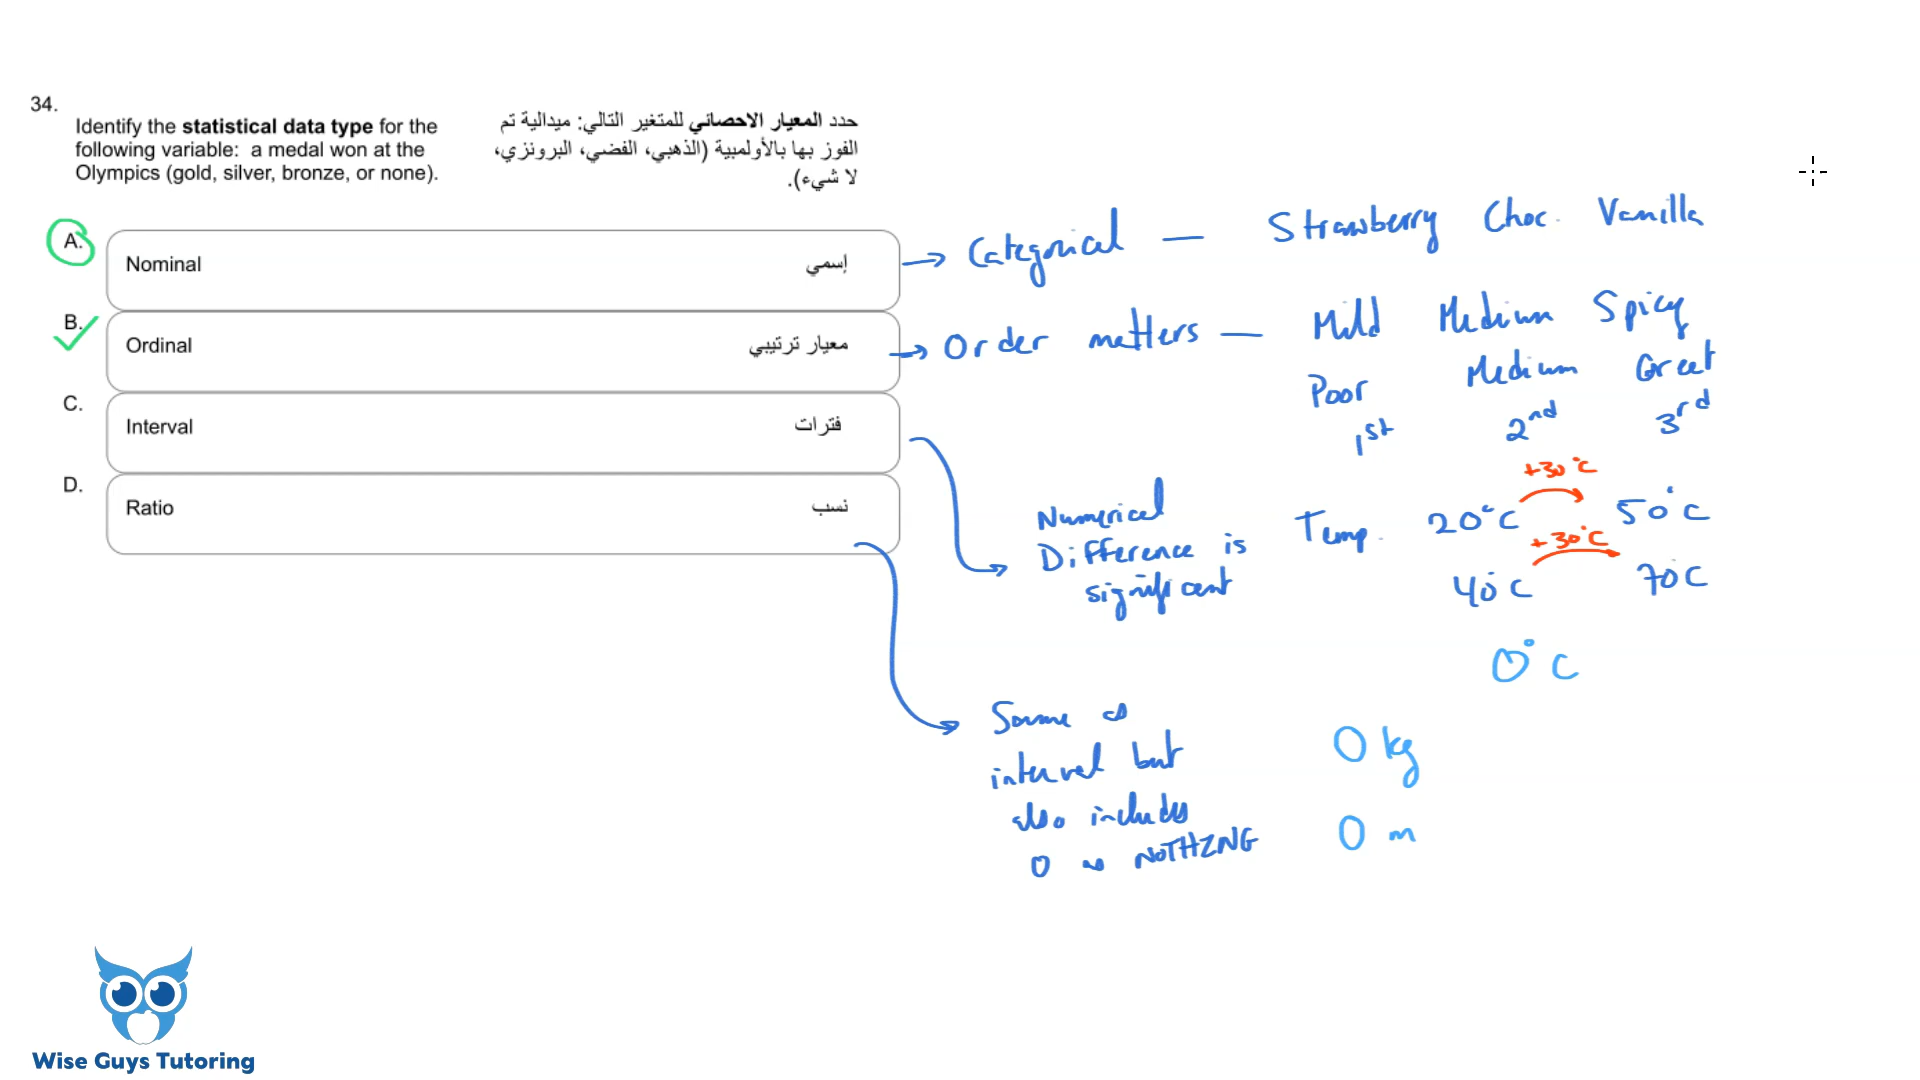 34.
Identify the statistical data type for the
following variable: a medal won at the
Olympics (gold, silver, bronze, or none).
حدد المعيار الاحصائي للمتغير التالي: ميدالية تم
الفوز بها بالأولمبية (الذهبي، الفضي، البرونزي،
لا شيء).
A.
Nominal إسمي
→ Categorical — Strawberry Choc. Vanilla
B.
Ordinal معيار ترتيبي
→ Order matters — Mild Medium Spicy
Poor Medium Great
1st 2nd 3rd
C.
Interval فترات
D.
Ratio نسب
Numerical
Difference is
significant
Temp.
+30°C
20°C 50°C
+30°C
40°C 70°C
0°C
Same as
interval but
also includes
0 as NOTHING
0 kg
0 m
Wise Guys Tutoring